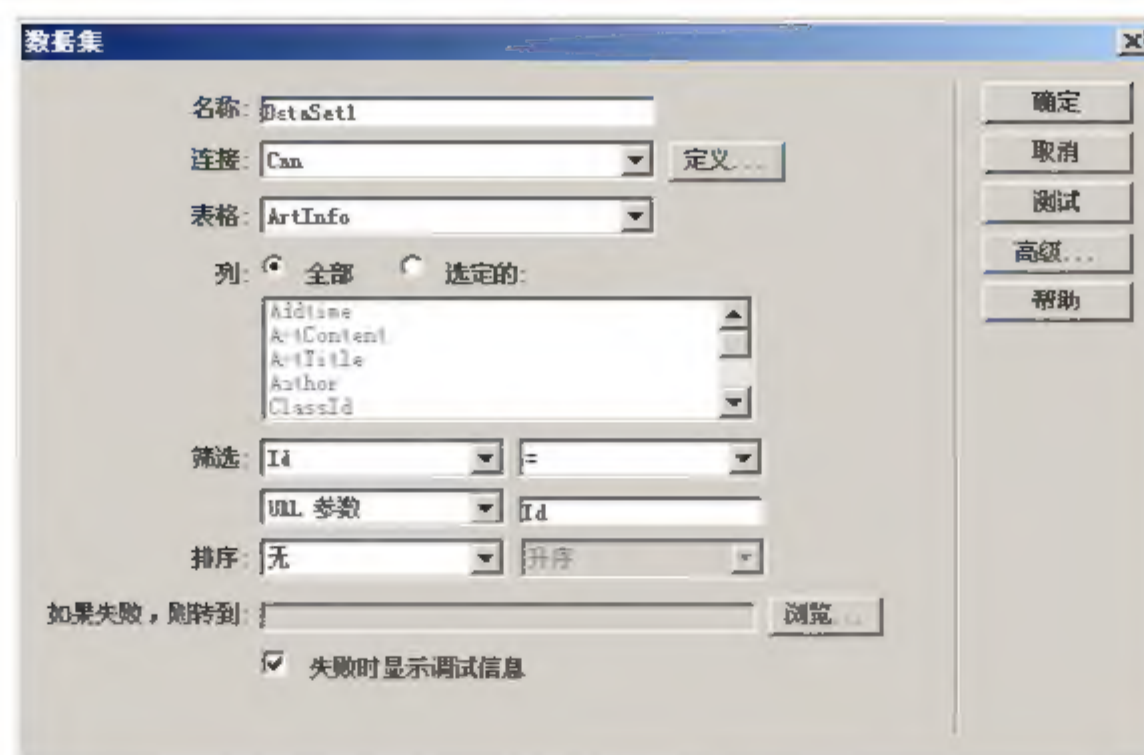 数据集
名称: DataSet1
连接: Can 定义...
表格: ArtInfo
列: 全部 选定的:
Addtime
ArtContent
ArtTitle
Author
ClassId
筛选: Id =
URL 参数 Id
排序: 无 升序
如果失败，则转到: 浏览...
失败时显示调试信息
确定
取消
测试
高级...
帮助